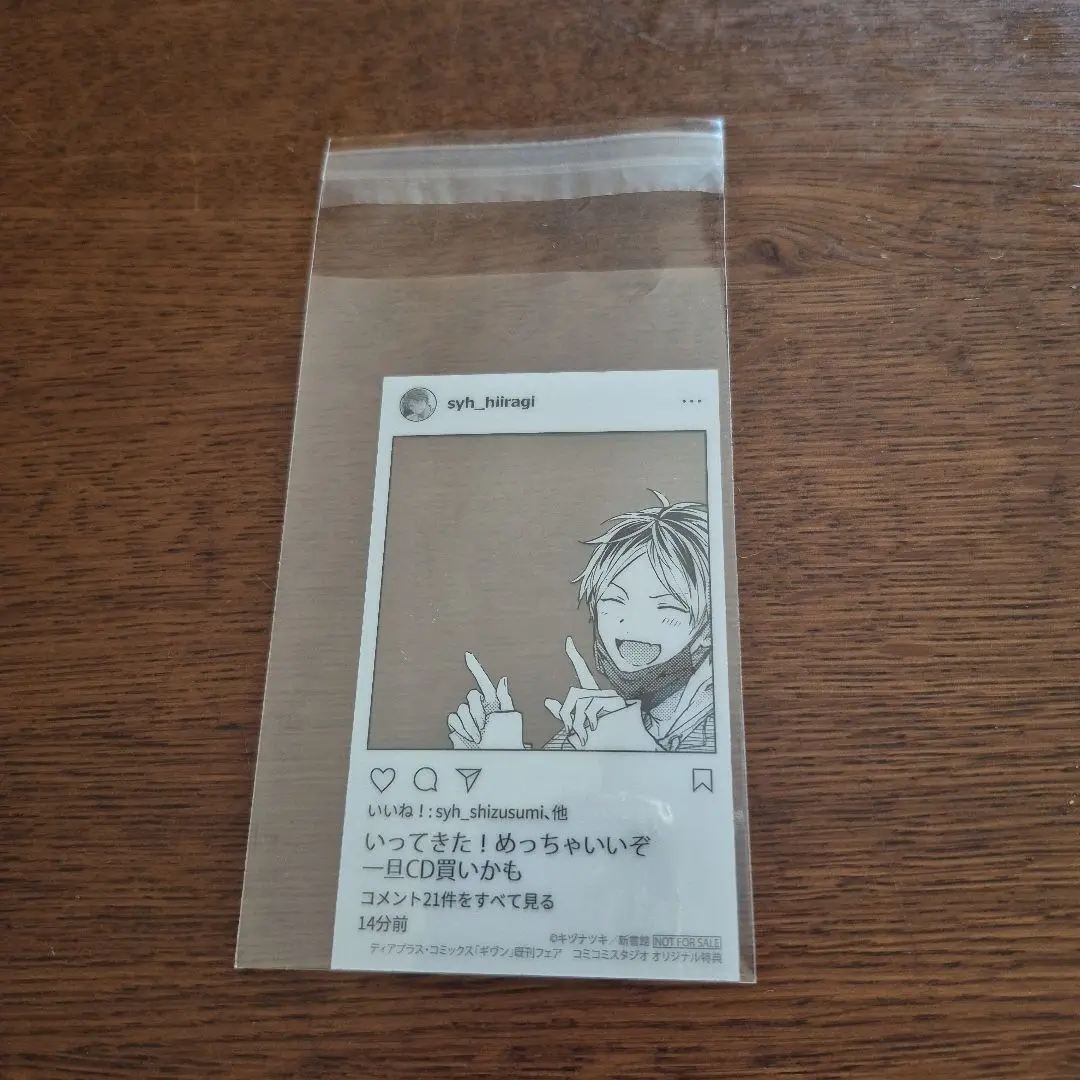 syh_hiiragi
いいね！: syh_shizusumi、他
いってきた！めっちゃいいぞ
一旦CD買いかも
コメント21件をすべて見る
14分前
©キヅナツキ／新書館 NOT FOR SALE
ディアプラス・コミックス「ギヴン」既刊フェア　コミコミスタジオ オリジナル特典